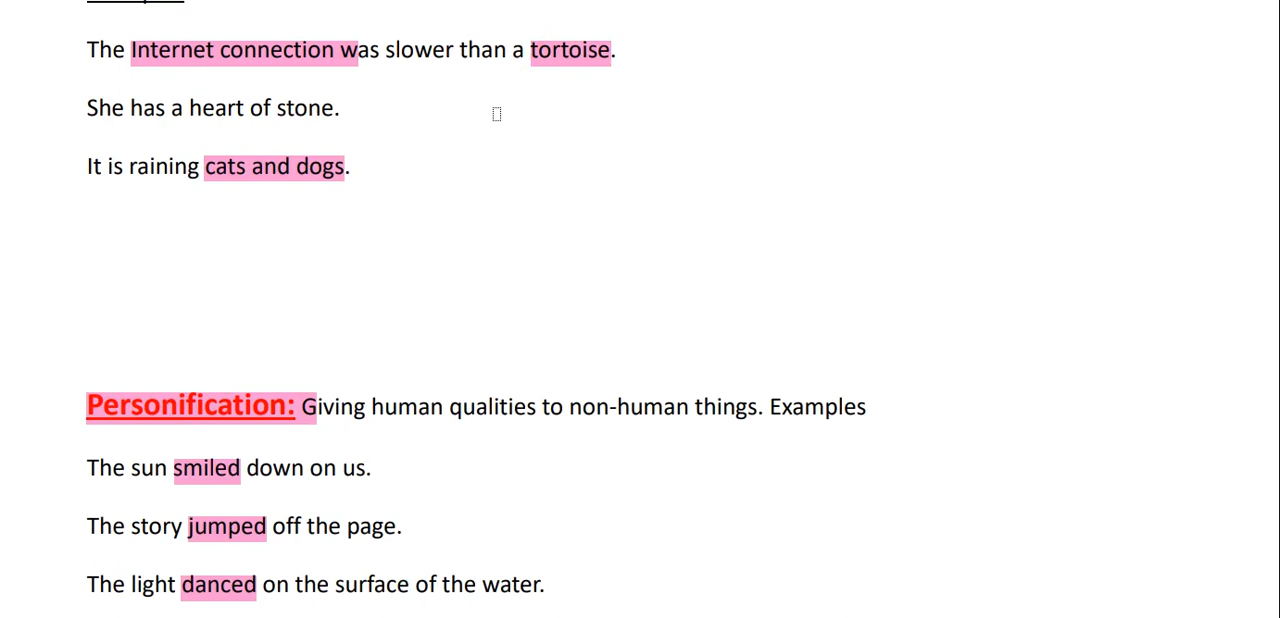 The Internet connection was slower than a tortoise.
She has a heart of stone.
It is raining cats and dogs.
Personification: Giving human qualities to non-human things. Examples
The sun smiled down on us.
The story jumped off the page.
The light danced on the surface of the water.